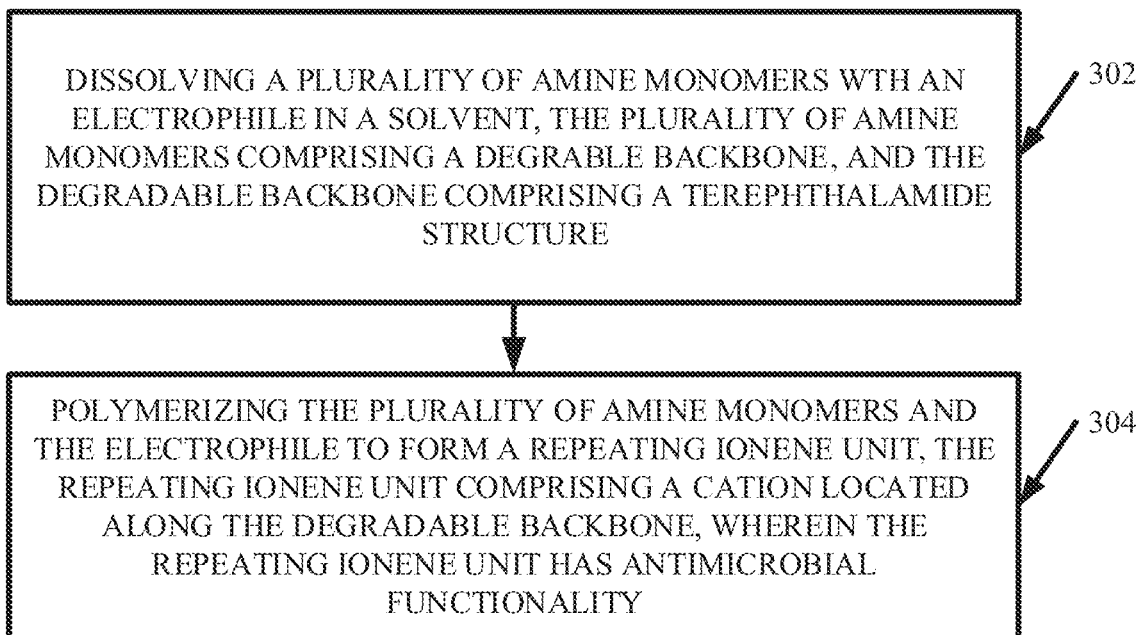 DISSOLVING A PLURALITY OF AMINE MONOMERS WTH AN
ELECTROPHILE IN A SOLVENT, THE PLURALITY OF AMINE
MONOMERS COMPRISING A DEGRABLE BACKBONE, AND THE
DEGRADABLE BACKBONE COMPRISING A TEREPHTHALAMIDE
STRUCTURE
302
POLYMERIZING THE PLURALITY OF AMINE MONOMERS AND
THE ELECTROPHILE TO FORM A REPEATING IONENE UNIT, THE
REPEATING IONENE UNIT COMPRISING A CATION LOCATED
ALONG THE DEGRADABLE BACKBONE, WHEREIN THE
REPEATING IONENE UNIT HAS ANTIMICROBIAL
FUNCTIONALITY
304